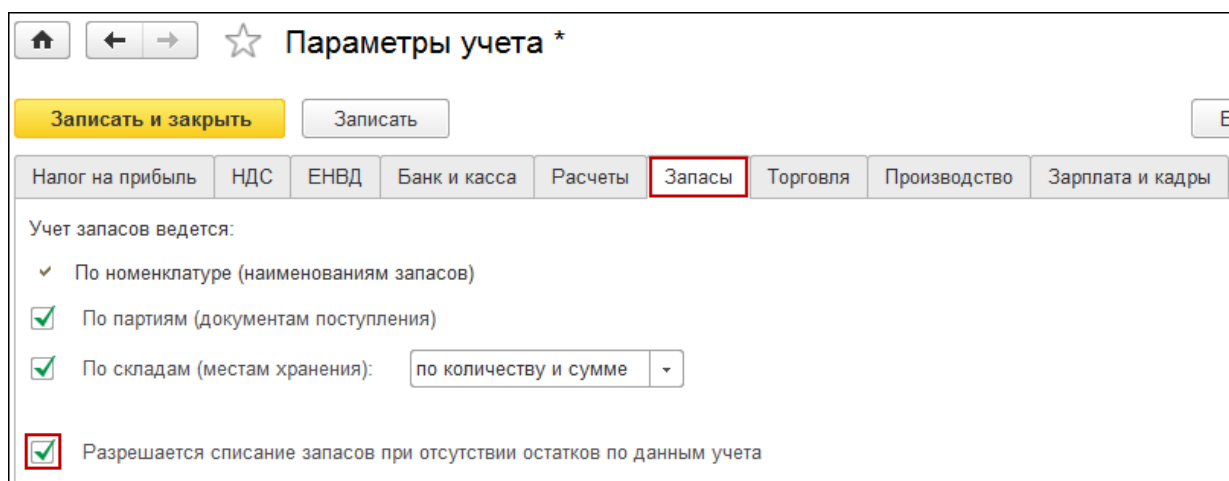 Параметры учета *
Записать и закрыть Записать Е
Налог на прибыль НДС ЕНВД Банк и касса Расчеты Запасы Торговля Производство Зарплата и кадры
Учет запасов ведется:
По номенклатуре (наименованиям запасов)
По партиям (документам поступления)
По складам (местам хранения): по количеству и сумме
Разрешается списание запасов при отсутствии остатков по данным учета